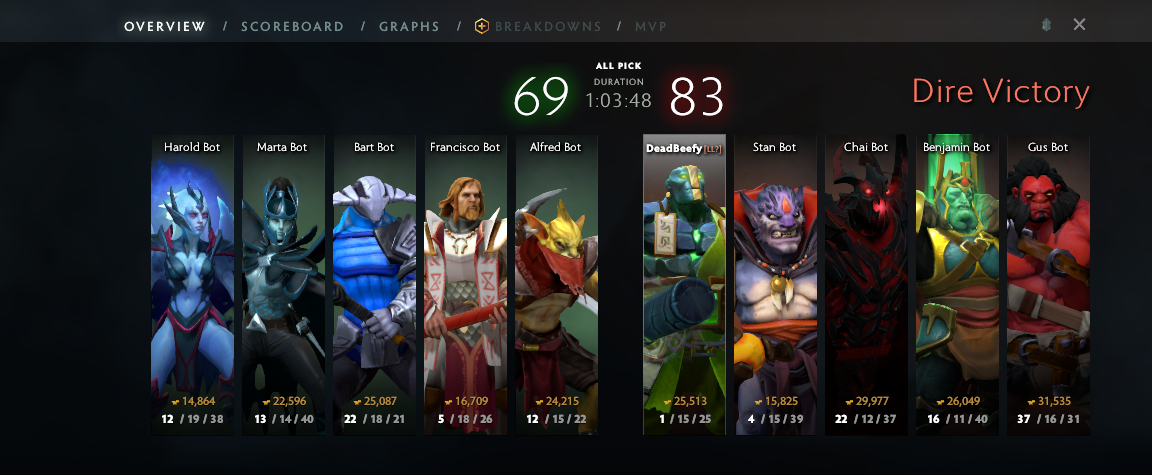 OVERVIEW / SCOREBOARD / GRAPHS / BREAKDOWNS / MVP
ALL PICK
69 DURATION 83
1:03:48
Dire Victory
Harold Bot Marta Bot Bart Bot Francisco Bot Alfred Bot DeadBeefy [LL?] Stan Bot Chai Bot Benjamin Bot Gus Bot
14,864 22,596 25,087 16,709 24,215 25,513 15,825 29,977 26,049 31,535
12 / 19 / 38 13 / 14 / 40 22 / 18 / 21 5 / 18 / 26 12 / 15 / 22 1 / 15 / 25 4 / 15 / 39 22 / 12 / 37 16 / 11 / 40 37 / 16 / 31